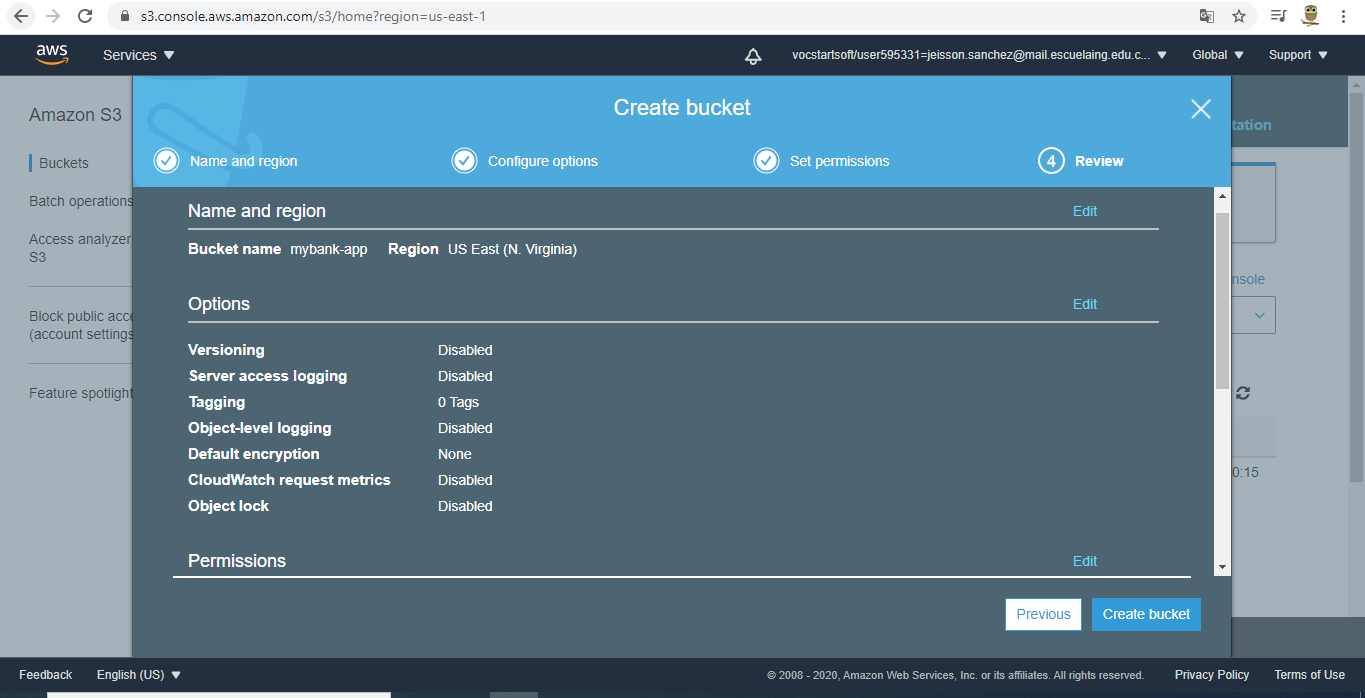 s3.console.aws.amazon.com/s3/home?region=us-east-1
aws Services vocstartsoft/user595331=jeisson.sanchez@mail.escuelaing.edu.c... Global Support
Create bucket
Name and region Configure options Set permissions 4 Review
Amazon S3
Buckets
Batch operations
Access analyzer
S3
Block public acce
(account settings
Feature spotlight
tation
nsole
0:15
Name and region Edit
Bucket name mybank-app Region US East (N. Virginia)
Options Edit
Versioning Disabled
Server access logging Disabled
Tagging 0 Tags
Object-level logging Disabled
Default encryption None
CloudWatch request metrics Disabled
Object lock Disabled
Permissions Edit
Previous Create bucket
Feedback English (US) © 2008 - 2020, Amazon Web Services, Inc. or its affiliates. All rights reserved. Privacy Policy Terms of Use